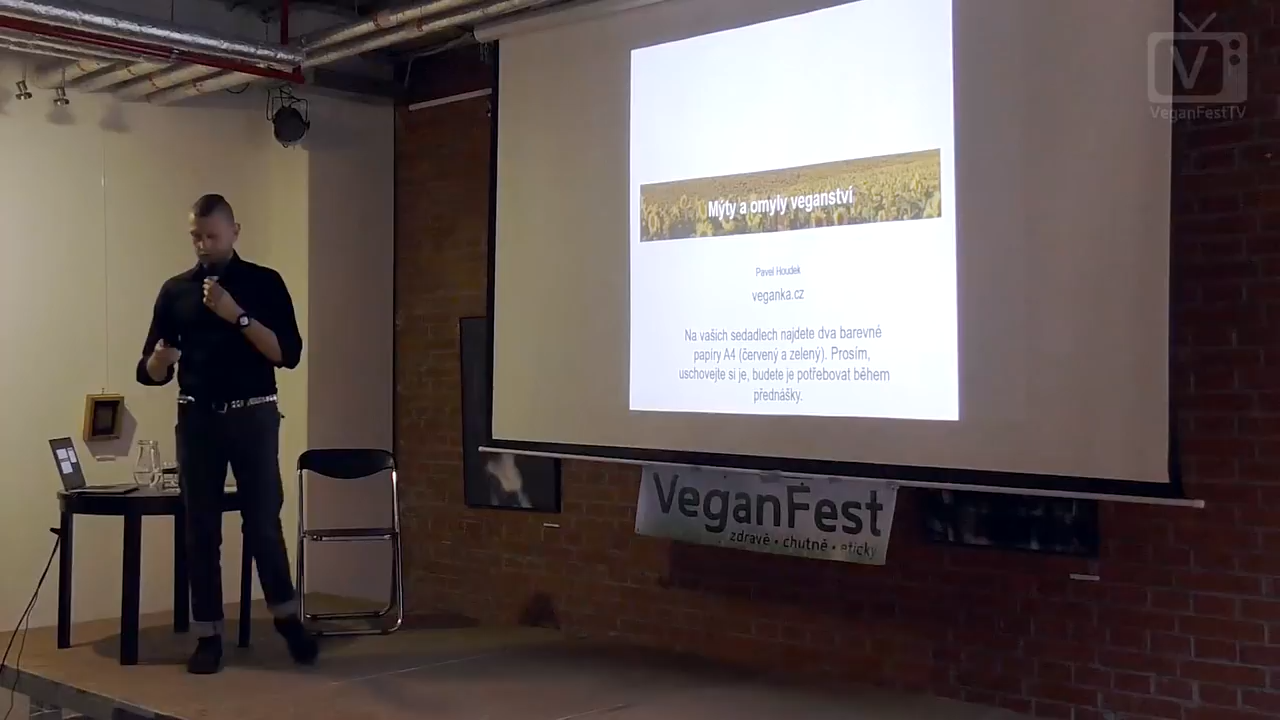 V
VeganFestTV
Mýty a omyly veganství
Pavel Houdek
veganka.cz
Na vašich sedadlech najdete dva barevné
papíry A4 (červený a zelený). Prosím,
uschovejte si je, budete je potřebovat během
přednášky.
VeganFest
zdravě • chutně • eticky